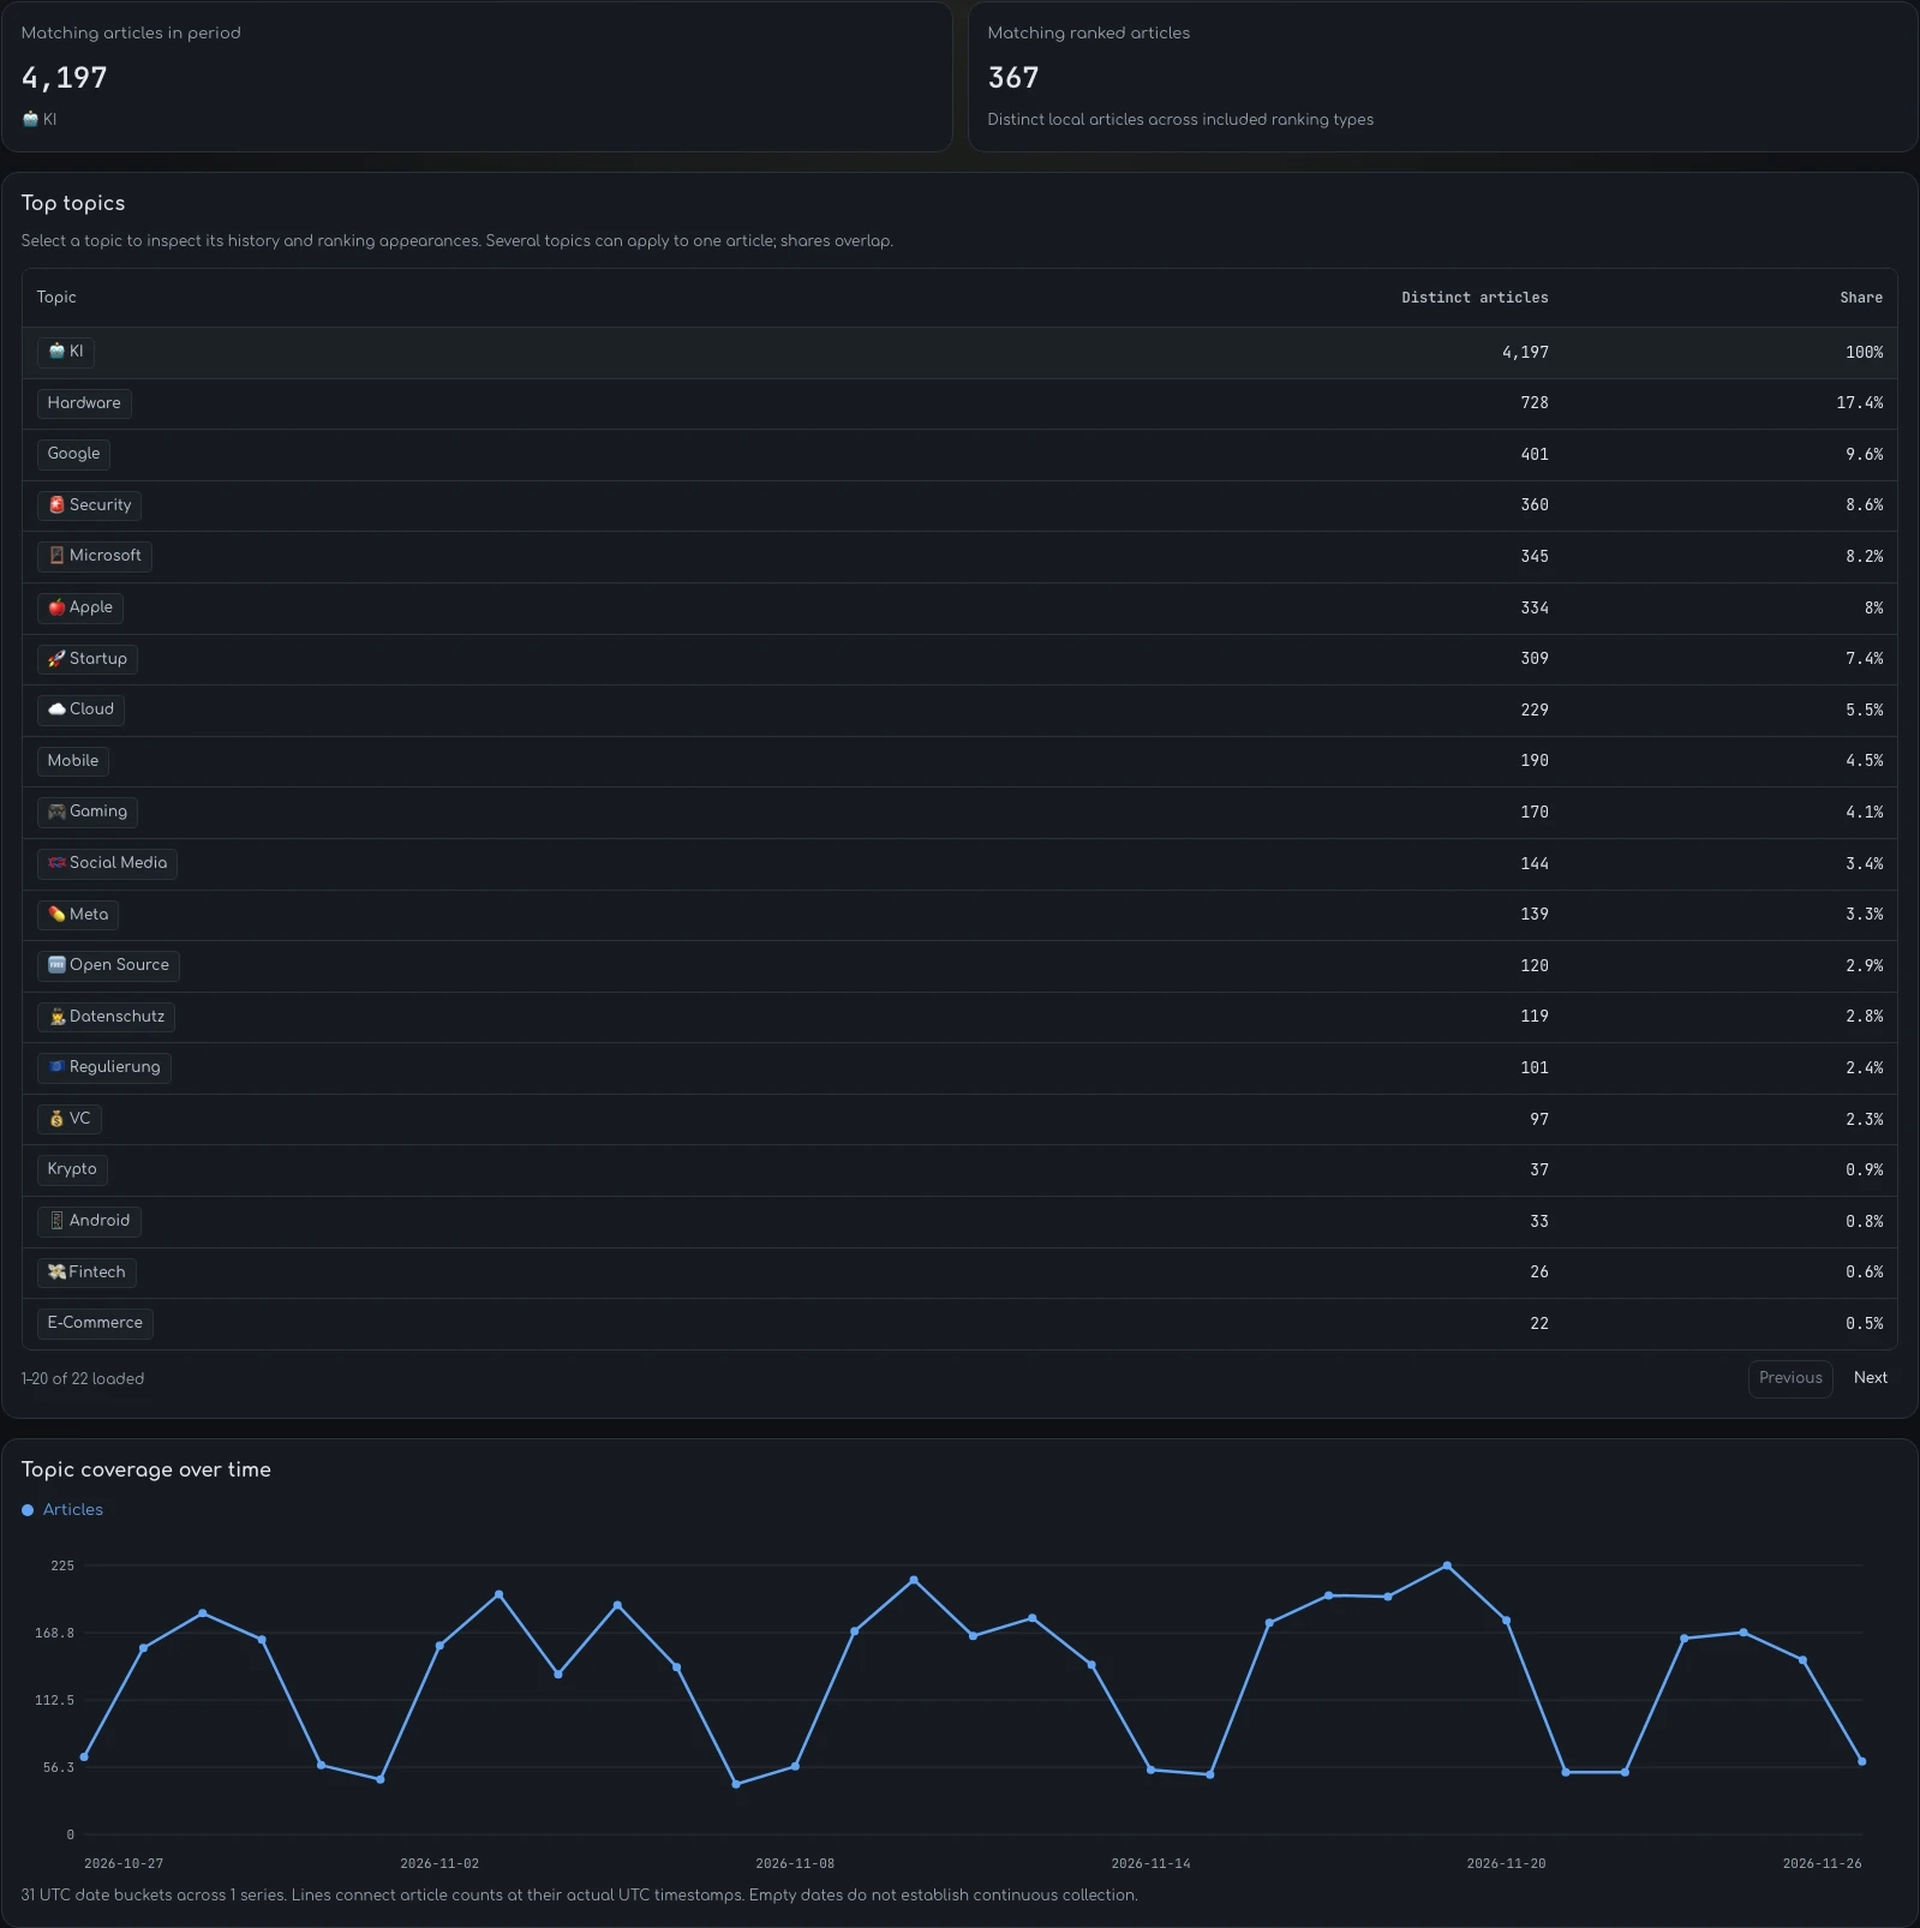 Matching articles in period
4,197
KI
Matching ranked articles
367
Distinct local articles across included ranking types
Top topics
Select a topic to inspect its history and ranking appearances. Several topics can apply to one article; shares overlap.
Topic Distinct articles Share
KI 4,197 100%
Hardware 728 17.4%
Google 401 9.6%
Security 360 8.6%
Microsoft 345 8.2%
Apple 334 8%
Startup 309 7.4%
Cloud 229 5.5%
Mobile 190 4.5%
Gaming 170 4.1%
Social Media 144 3.4%
Meta 139 3.3%
Open Source 120 2.9%
Datenschutz 119 2.8%
Regulierung 101 2.4%
VC 97 2.3%
Krypto 37 0.9%
Android 33 0.8%
Fintech 26 0.6%
E-Commerce 22 0.5%
1–20 of 22 loaded
Previous Next
Topic coverage over time
Articles
225
168.8
112.5
56.3
0
2026-10-27 2026-11-02 2026-11-08 2026-11-14 2026-11-20 2026-11-26
31 UTC date buckets across 1 series. Lines connect article counts at their actual UTC timestamps. Empty dates do not establish continuous collection.